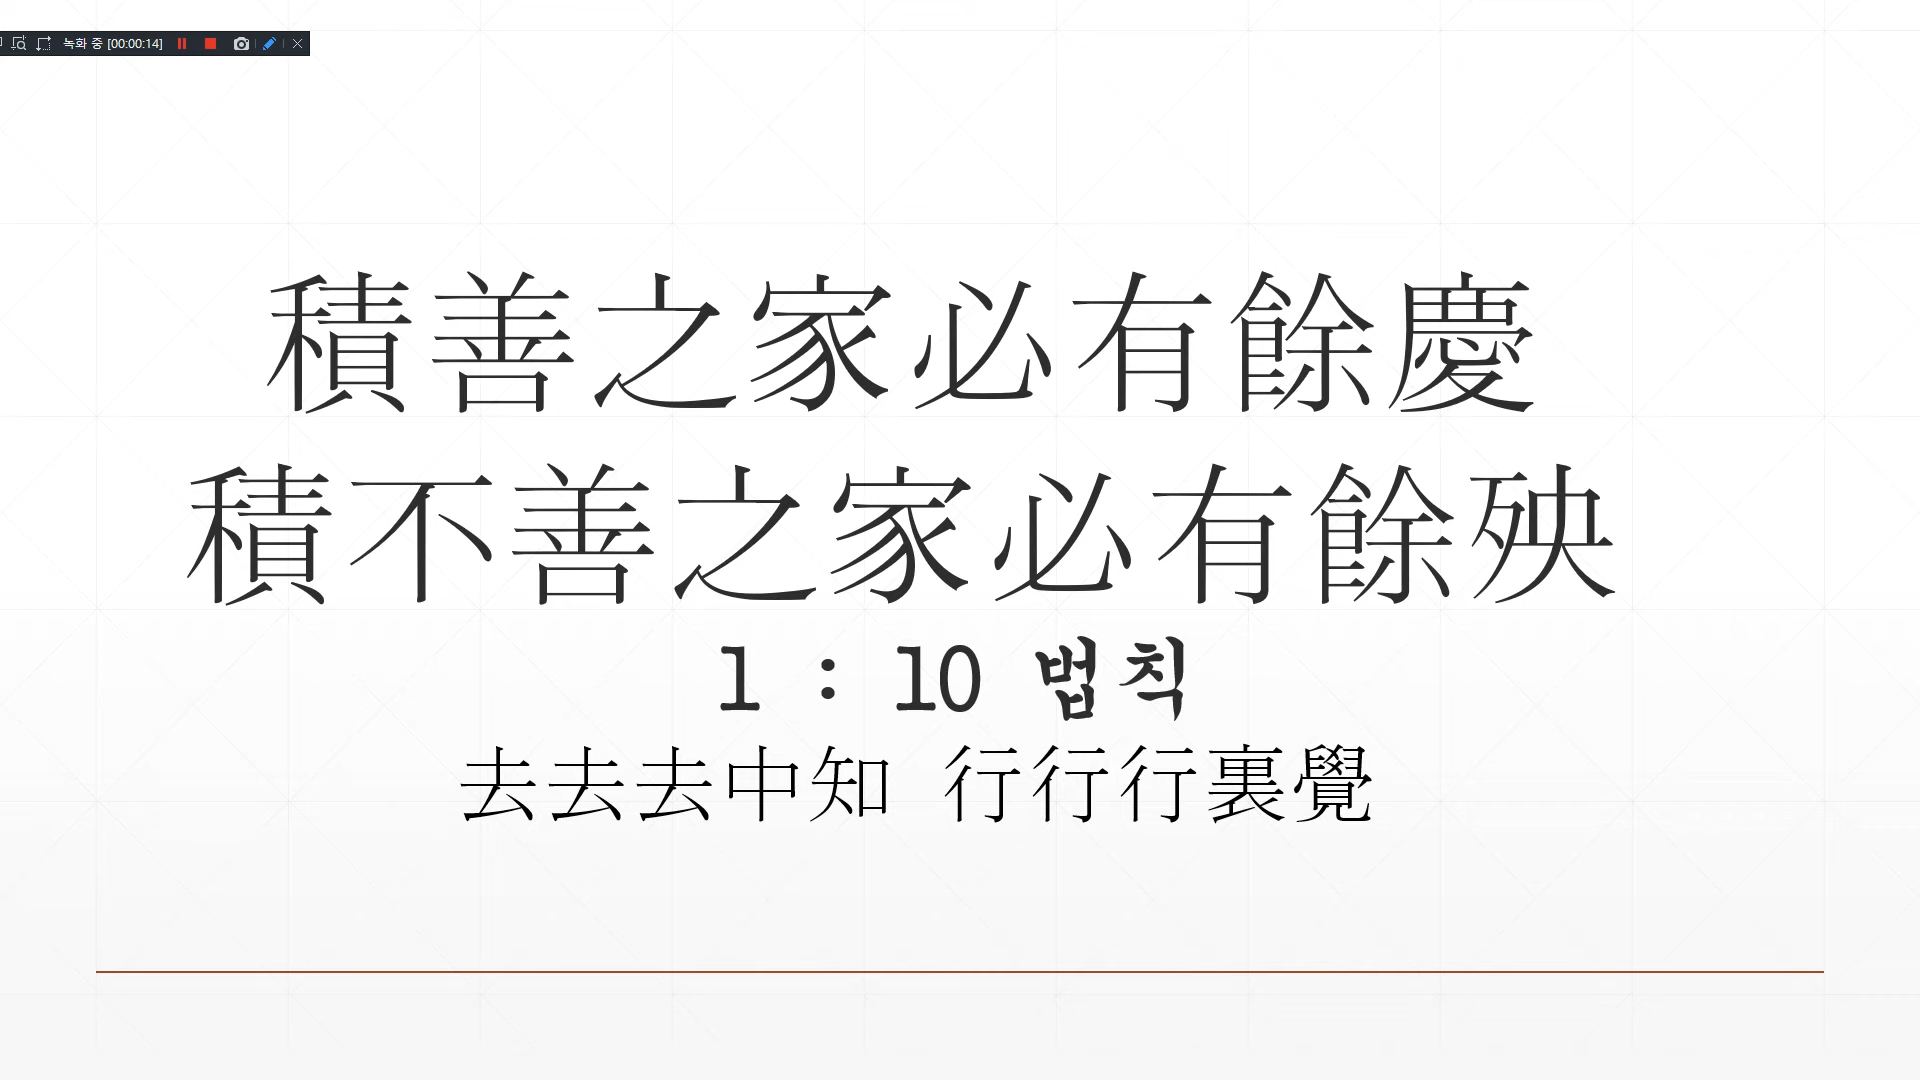 녹화 중 [00:00:14]
積善之家必有餘慶
積不善之家必有餘殃
1 : 10 법칙
去去去中知 行行行裏覺